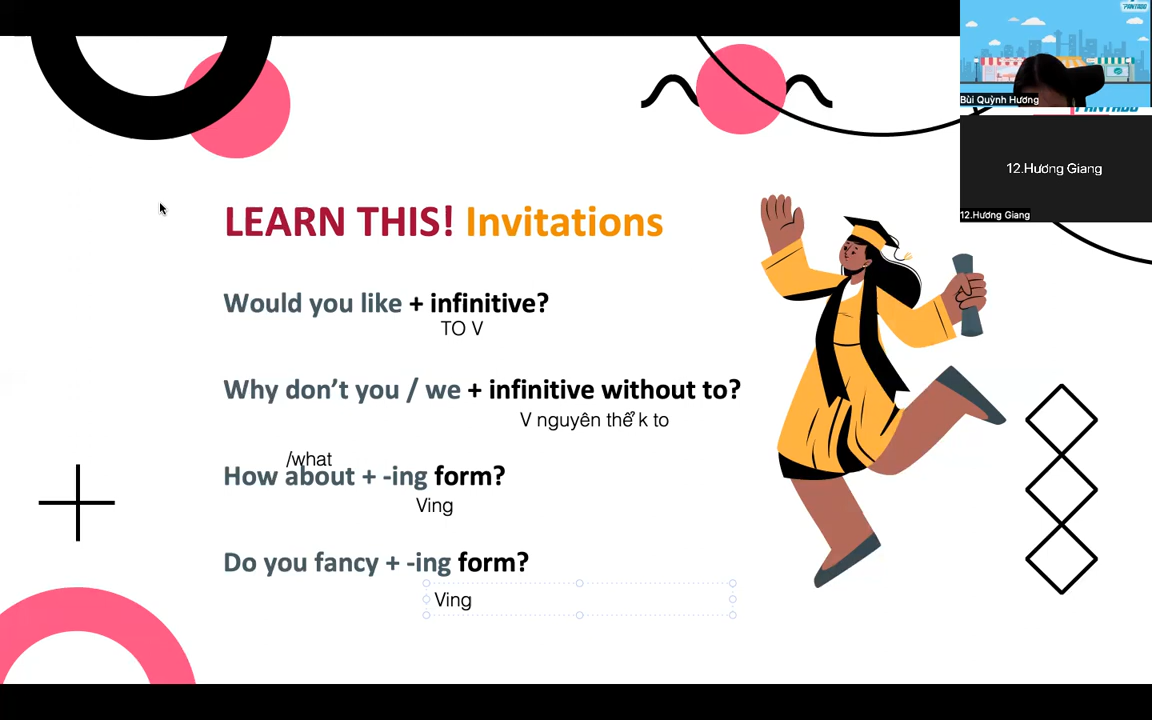 PANTADO
Bùi Quỳnh Hương
PANTADO
12.Hương Giang
12.Hương Giang
LEARN THIS! Invitations
Would you like + infinitive?
TO V
Why don't you / we + infinitive without to?
V nguyên thể k to
/what
How about + -ing form?
Ving
Do you fancy + -ing form?
Ving